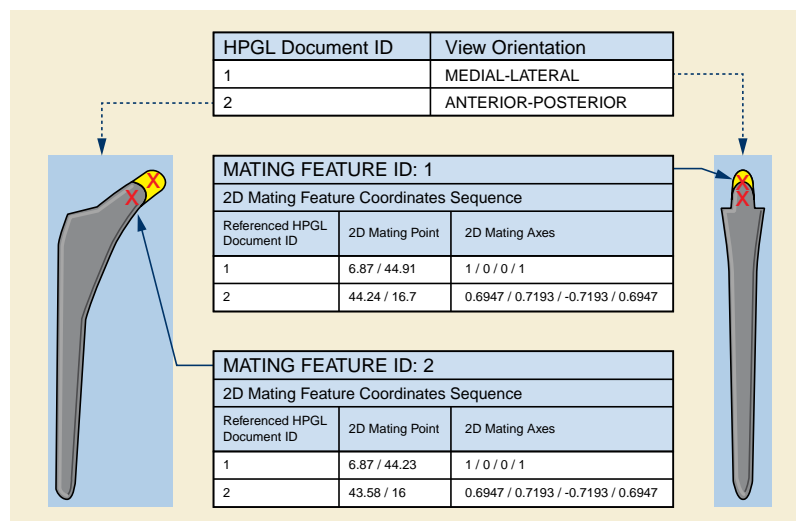 HPGL Document ID View Orientation
1 MEDIAL-LATERAL
2 ANTERIOR-POSTERIOR
MATING FEATURE ID: 1
2D Mating Feature Coordinates Sequence
Referenced HPGL Document ID 2D Mating Point 2D Mating Axes
1 6.87 / 44.91 1 / 0 / 0 / 1
2 44.24 / 16.7 0.6947 / 0.7193 / -0.7193 / 0.6947
MATING FEATURE ID: 2
2D Mating Feature Coordinates Sequence
Referenced HPGL Document ID 2D Mating Point 2D Mating Axes
1 6.87 / 44.23 1 / 0 / 0 / 1
2 43.58 / 16 0.6947 / 0.7193 / -0.7193 / 0.6947
X
X
X
X